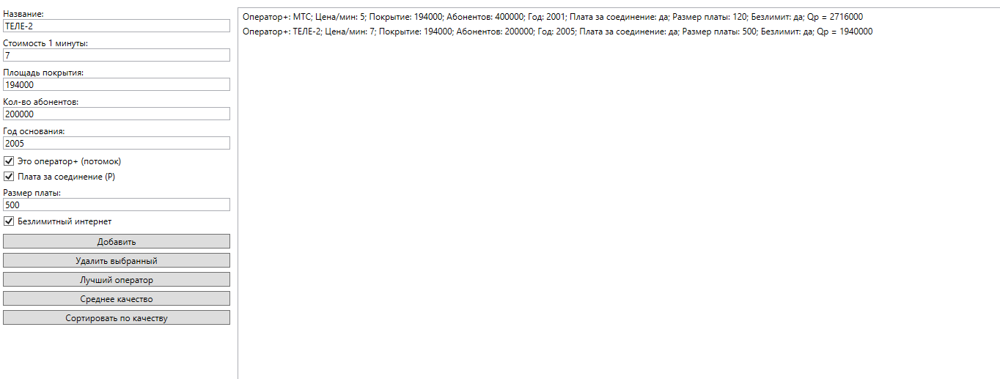 Название:
ТЕЛЕ-2
Стоимость 1 минуты:
7
Площадь покрытия:
194000
Кол-во абонентов:
200000
Год основания:
2005
Это оператор+ (потомок)
Плата за соединение (P)
Размер платы:
500
Безлимитный интернет
Добавить
Удалить выбранный
Лучший оператор
Среднее качество
Сортировать по качеству
Оператор+: МТС; Цена/мин: 5; Покрытие: 194000; Абонентов: 400000; Год: 2001; Плата за соединение: да; Размер платы: 120; Безлимит: да; Qp = 2716000
Оператор+: ТЕЛЕ-2; Цена/мин: 7; Покрытие: 194000; Абонентов: 200000; Год: 2005; Плата за соединение: да; Размер платы: 500; Безлимит: да; Qp = 1940000